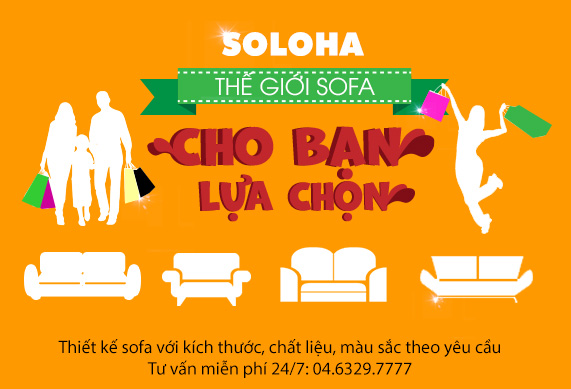 SOLOHA
THẾ GIỚI SOFA
CHO BẠN
LỰA CHỌN
Thiết kế sofa với kích thước, chất liệu, màu sắc theo yêu cầu
Tư vấn miễn phí 24/7: 04.6329.7777